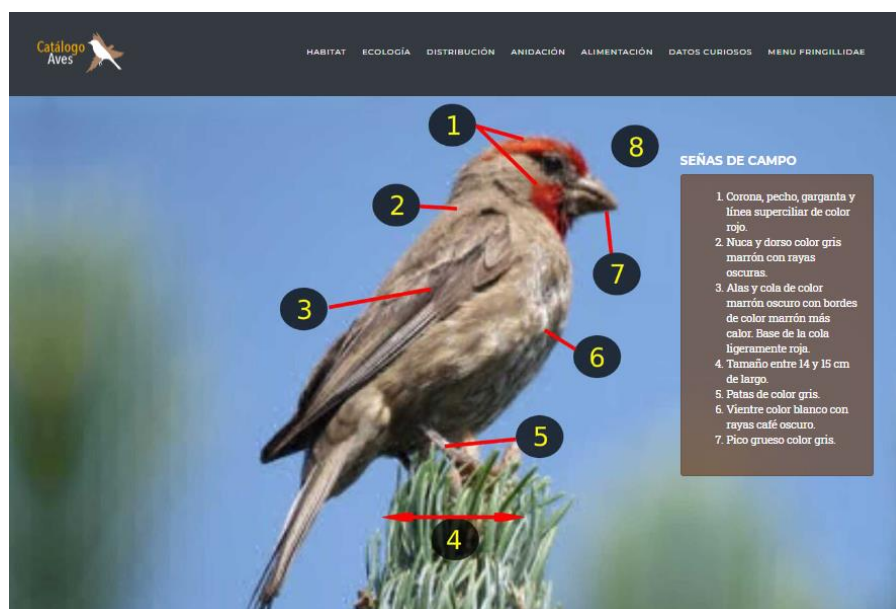 Catálogo
Aves
HABITAT ECOLOGÍA DISTRIBUCIÓN ANIDACIÓN ALIMENTACIÓN DATOS CURIOSOS MENU FRINGILLIDAE
1
8
SEÑAS DE CAMPO
1. Corona, pecho, garganta y
línea superciliar de color
rojo.
2. Nuca y dorso color gris
marrón con rayas
oscuras.
3. Alas y cola de color
marrón oscuro con bordes
de color marrón más
calor. Base de la cola
ligeramente roja.
4. Tamaño entre 14 y 15 cm
de largo.
5. Patas de color gris.
6. Vientre color blanco con
rayas café oscuro.
7. Pico grueso color gris.
2
7
3
6
5
4